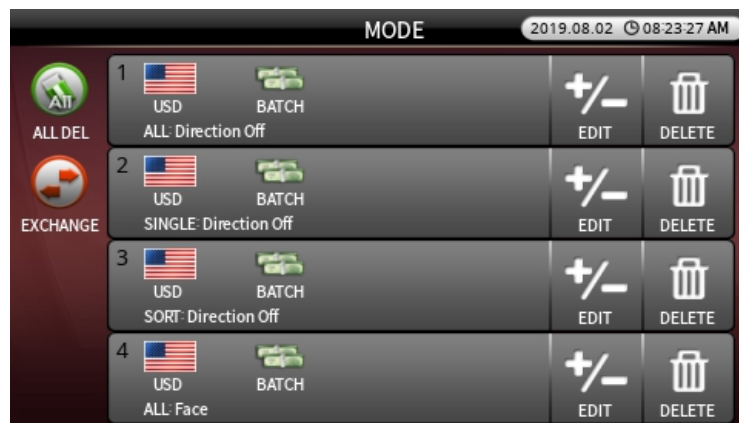 MODE
2019.08.02 08:23:27 AM
All
ALL DEL
EXCHANGE
1
USD BATCH
ALL: Direction Off
EDIT DELETE
2
USD BATCH
SINGLE: Direction Off
EDIT DELETE
3
USD BATCH
SORT: Direction Off
EDIT DELETE
4
USD BATCH
ALL: Face
EDIT DELETE